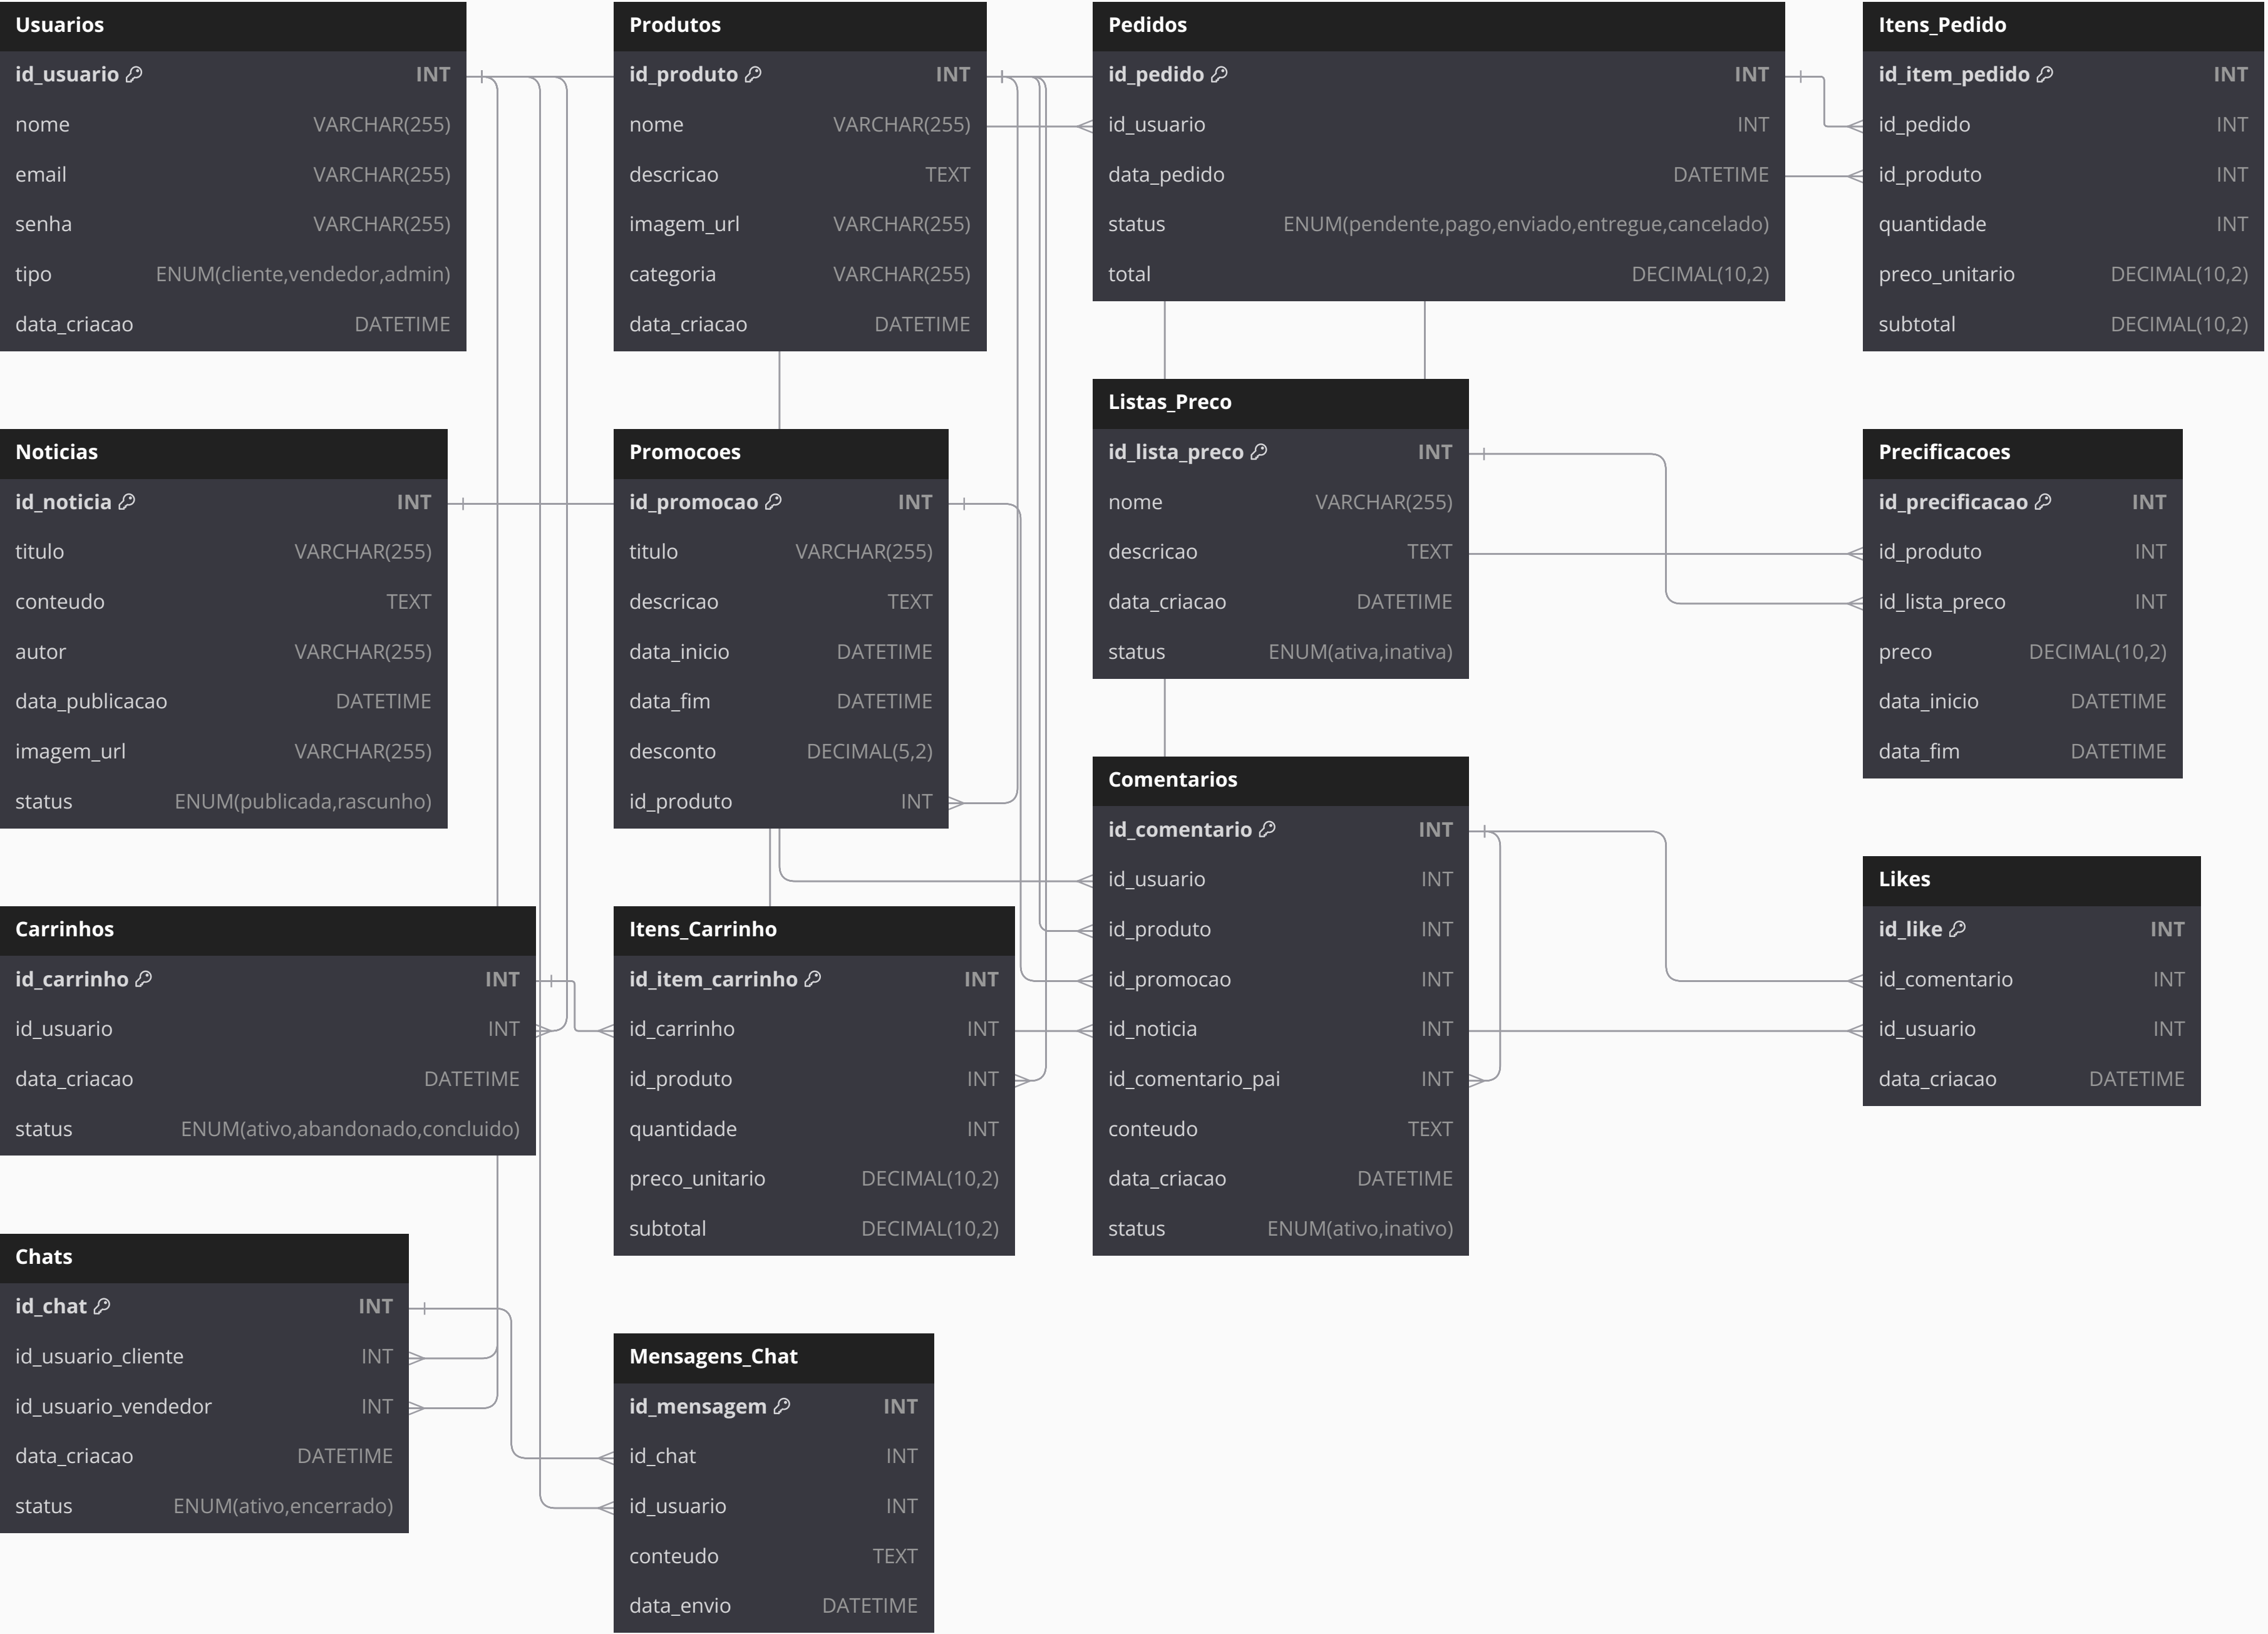 Usuarios
id_usuario INT
nome VARCHAR(255)
email VARCHAR(255)
senha VARCHAR(255)
tipo ENUM(cliente,vendedor,admin)
data_criacao DATETIME
Produtos
id_produto INT
nome VARCHAR(255)
descricao TEXT
imagem_url VARCHAR(255)
categoria VARCHAR(255)
data_criacao DATETIME
Pedidos
id_pedido INT
id_usuario INT
data_pedido DATETIME
status ENUM(pendente,pago,enviado,entregue,cancelado)
total DECIMAL(10,2)
Itens_Pedido
id_item_pedido INT
id_pedido INT
id_produto INT
quantidade INT
preco_unitario DECIMAL(10,2)
subtotal DECIMAL(10,2)
Noticias
id_noticia INT
titulo VARCHAR(255)
conteudo TEXT
autor VARCHAR(255)
data_publicacao DATETIME
imagem_url VARCHAR(255)
status ENUM(publicada,rascunho)
Promocoes
id_promocao INT
titulo VARCHAR(255)
descricao TEXT
data_inicio DATETIME
data_fim DATETIME
desconto DECIMAL(5,2)
id_produto INT
Listas_Preco
id_lista_preco INT
nome VARCHAR(255)
descricao TEXT
data_criacao DATETIME
status ENUM(ativa,inativa)
Precificacoes
id_precificacao INT
id_produto INT
id_lista_preco INT
preco DECIMAL(10,2)
data_inicio DATETIME
data_fim DATETIME
Carrinhos
id_carrinho INT
id_usuario INT
data_criacao DATETIME
status ENUM(ativo,abandonado,concluido)
Itens_Carrinho
id_item_carrinho INT
id_carrinho INT
id_produto INT
quantidade INT
preco_unitario DECIMAL(10,2)
subtotal DECIMAL(10,2)
Comentarios
id_comentario INT
id_usuario INT
id_produto INT
id_promocao INT
id_noticia INT
id_comentario_pai INT
conteudo TEXT
data_criacao DATETIME
status ENUM(ativo,inativo)
Likes
id_like INT
id_comentario INT
id_usuario INT
data_criacao DATETIME
Chats
id_chat INT
id_usuario_cliente INT
id_usuario_vendedor INT
data_criacao DATETIME
status ENUM(ativo,encerrado)
Mensagens_Chat
id_mensagem INT
id_chat INT
id_usuario INT
conteudo TEXT
data_envio DATETIME